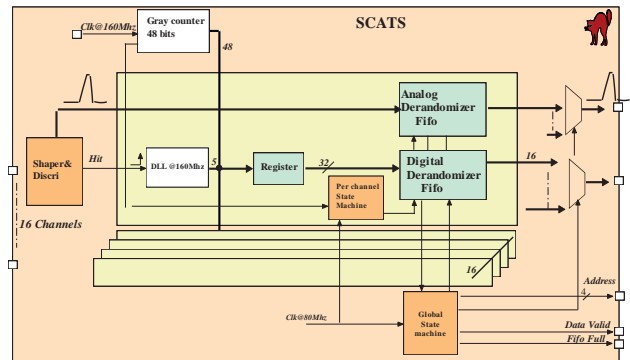 SCATS
Clk@160Mhz
Gray counter
48 bits
48
Analog
Derandomizer
Fifo
Shaper&
Discri
Hit
DLL @160Mhz
5
Register
32
Digital
Derandomizer
Fifo
16
Per channel
State
Machine
16 Channels
16
Clk@80Mhz
Global
State
machine
Address
4
Data Valid
Fifo Full